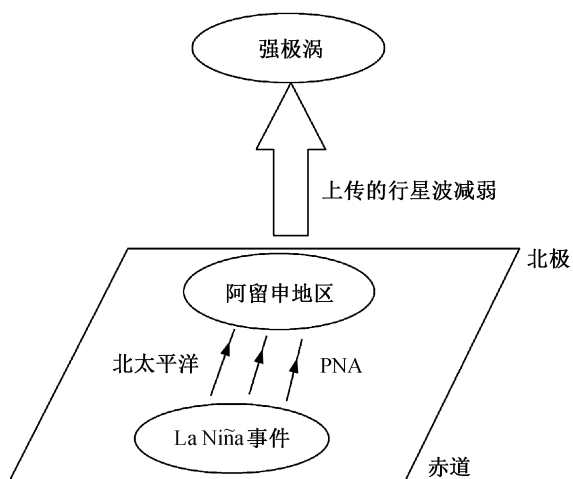 强极涡
上传的行星波减弱
北极
阿留申地区
北太平洋
PNA
La Niña事件
赤道